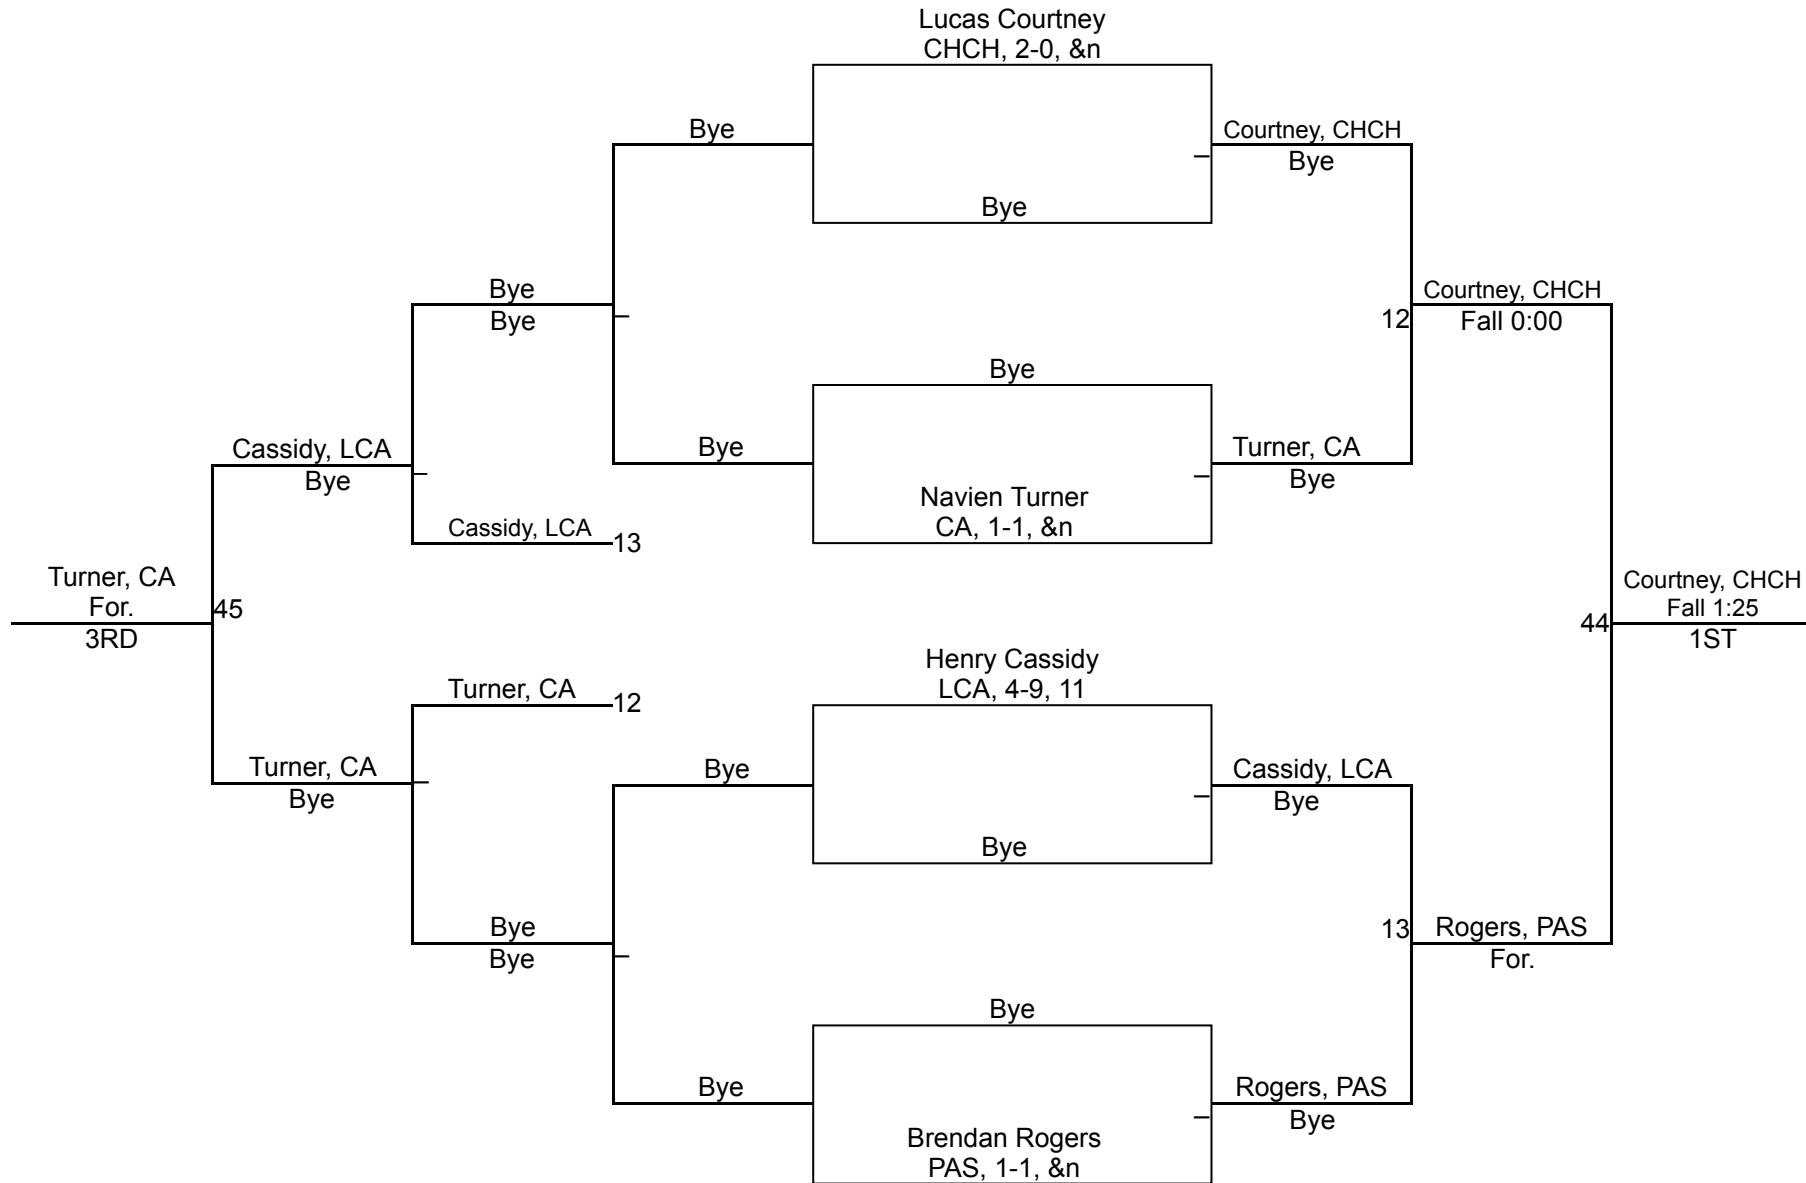 Lucas Courtney
CHCH, 2-0, &n
Bye
Courtney, CHCH
Bye
Bye
Bye
Bye
Courtney, CHCH
12
Fall 0:00
Bye
Cassidy, LCA
Bye
Bye
Turner, CA
Bye
Navien Turner
CA, 1-1, &n
Cassidy, LCA
13
Turner, CA
For.
45
3RD
Courtney, CHCH
Fall 1:25
44
1ST
Henry Cassidy
LCA, 4-9, 11
Turner, CA
12
Turner, CA
Bye
Bye
Cassidy, LCA
Bye
Bye
Bye
Bye
13
Rogers, PAS
For.
Bye
Bye
Rogers, PAS
Bye
Brendan Rogers
PAS, 1-1, &n